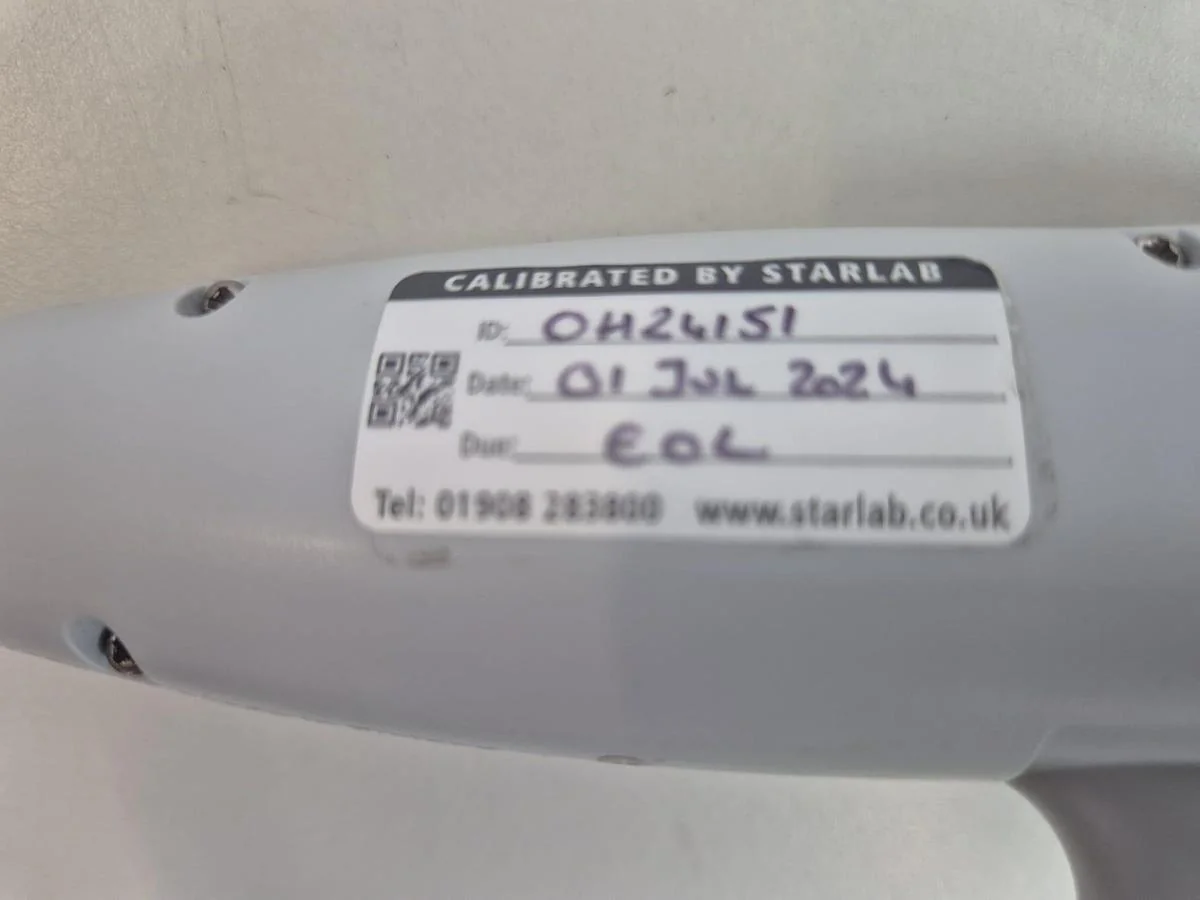 CALIBRATED BY STARLAB
ID: OH24151
Date: 01 JUL 2024
Due: EOL
Tel: 01908 283800 www.starlab.co.uk